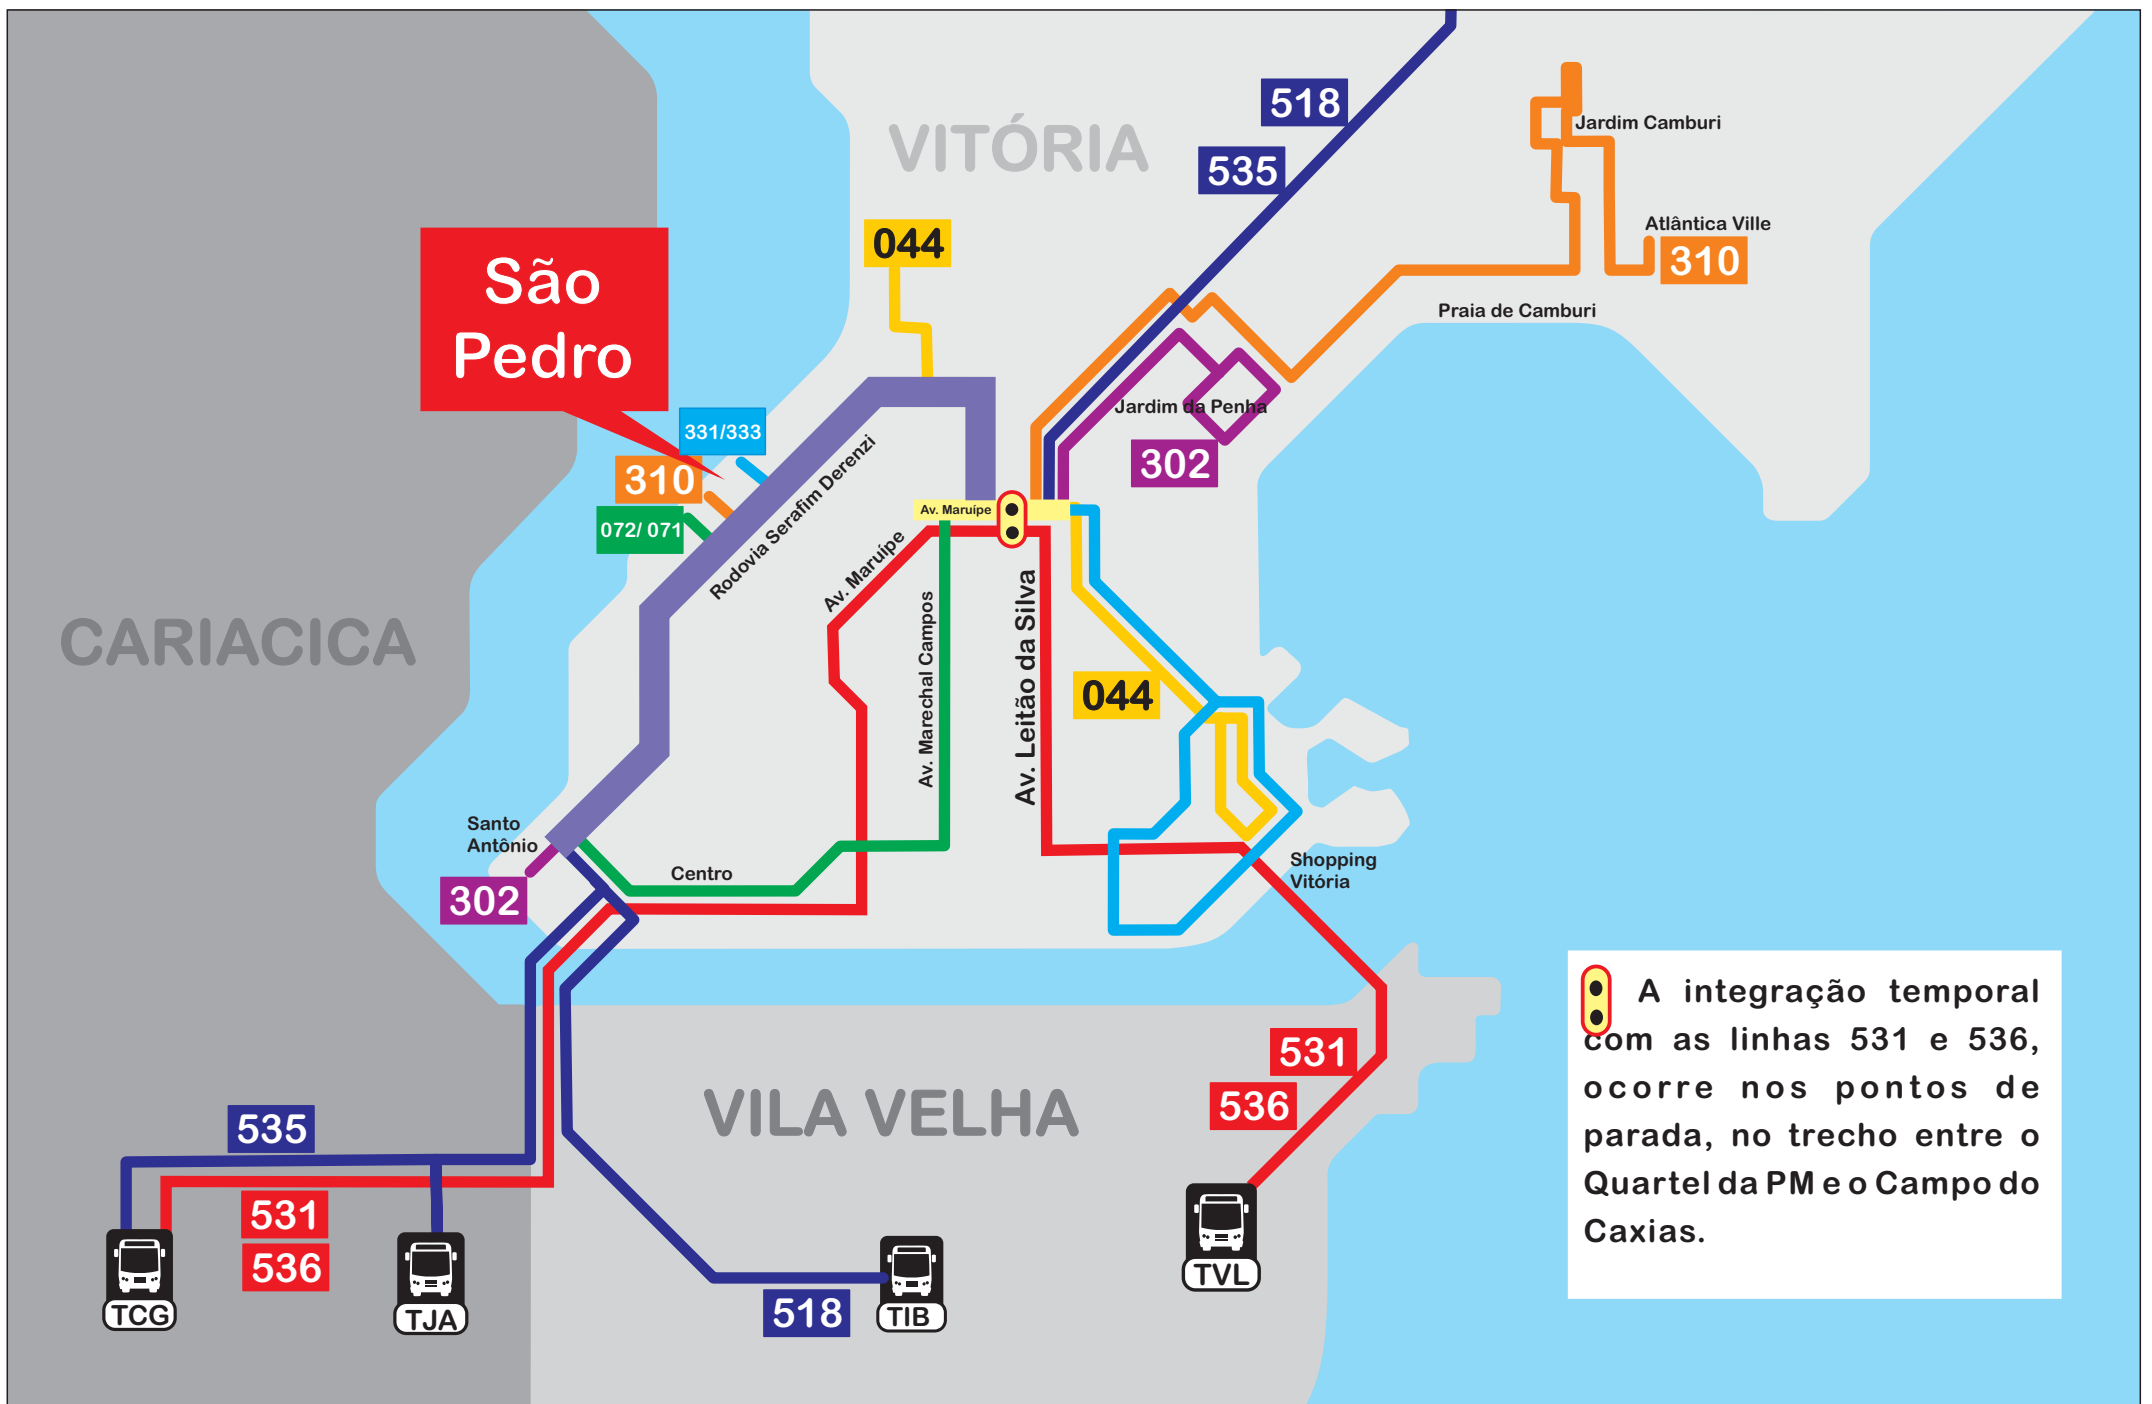 518
VITÓRIA
535
Jardim Camburi
Atlântica Ville
310
044
São
Pedro
Praia de Camburi
331/333
Jardim da Penha
302
310
072/ 071
Rodovia Serafim Derenzi
Av. Maruípe
Av. Maruípe
CARIACICA
Av. Marechal Campos
Av. Leitão da Silva
044
Santo
Antônio
302
Centro
Shopping
Vitória
A integração temporal
com as linhas 531 e 536,
ocorre nos pontos de
parada, no trecho entre o
Quartel da PM e o Campo do
Caxias.
531
536
VILA VELHA
535
531
536
TCG
TJA
518
TIB
TVL